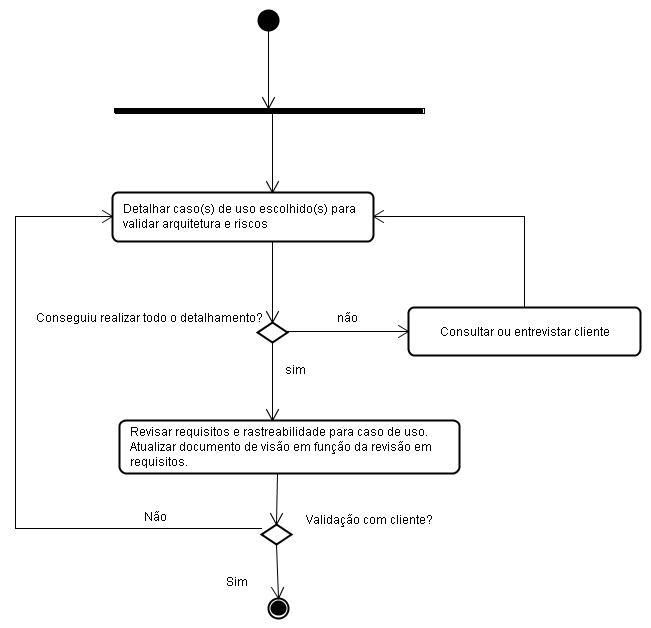 Detalhar caso(s) de uso escolhido(s) para
validar arquitetura e riscos
Conseguiu realizar todo o detalhamento?
não
Consultar ou entrevistar cliente
sim
Revisar requisitos e rastreabilidade para caso de uso.
Atualizar documento de visão em função da revisão em
requisitos.
Não
Validação com cliente?
Sim